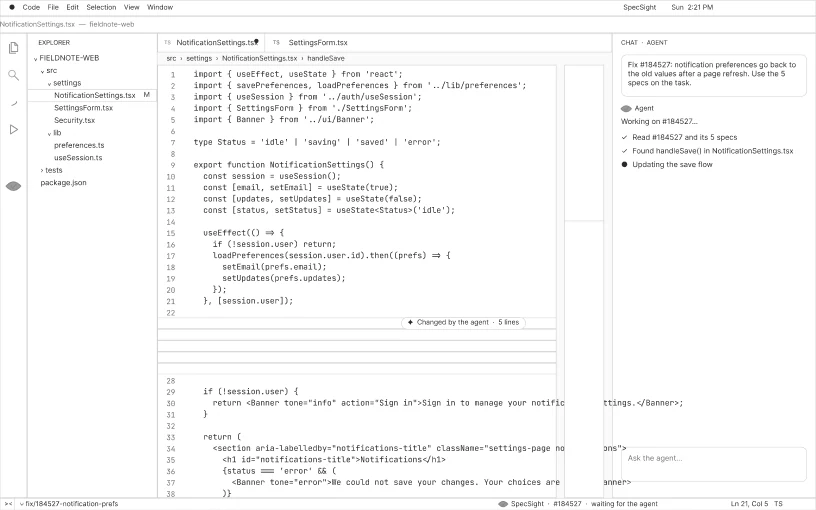 Code File Edit Selection View Window SpecSight Sun 2:21 PM
NotificationSettings.tsx — fieldnote-web
EXPLORER
FIELDNOTE-WEB
src
settings
NotificationSettings.tsx M
SettingsForm.tsx
Security.tsx
lib
preferences.ts
useSession.ts
tests
package.json
TS NotificationSettings.tsx TS SettingsForm.tsx
src › settings › NotificationSettings.tsx › handleSave
1 import { useEffect, useState } from 'react';
2 import { savePreferences, loadPreferences } from '../lib/preferences';
3 import { useSession } from '../auth/useSession';
4 import { SettingsForm } from './SettingsForm';
5 import { Banner } from '../ui/Banner';
6
7 type Status = 'idle' | 'saving' | 'saved' | 'error';
8
9 export function NotificationSettings() {
10 const session = useSession();
11 const [email, setEmail] = useState(true);
12 const [updates, setUpdates] = useState(false);
13 const [status, setStatus] = useState<Status>('idle');
14
15 useEffect(() => {
16 if (!session.user) return;
17 loadPreferences(session.user.id).then((prefs) => {
18 setEmail(prefs.email);
19 setUpdates(prefs.updates);
20 });
21 }, [session.user]);
22
Changed by the agent · 5 lines
28
29 if (!session.user) {
30 return <Banner tone="info" action="Sign in">Sign in to manage your notific ttings.</Banner>;
31 }
32
33 return (
34 <section aria-labelledby="notifications-title" className="settings-page no ons">
35 <h1 id="notifications-title">Notifications</h1>
36 {status === 'error' && (
37 <Banner tone="error">We could not save your changes. Your choices are anner>
38 )}
CHAT · AGENT
Fix #184527: notification preferences go back to
the old values after a page refresh. Use the 5
specs on the task.
Agent
Working on #184527...
✓ Read #184527 and its 5 specs
✓ Found handleSave() in NotificationSettings.tsx
● Updating the save flow
Ask the agent...
>< fix/184527-notification-prefs SpecSight · #184527 · waiting for the agent Ln 21, Col 5 TS